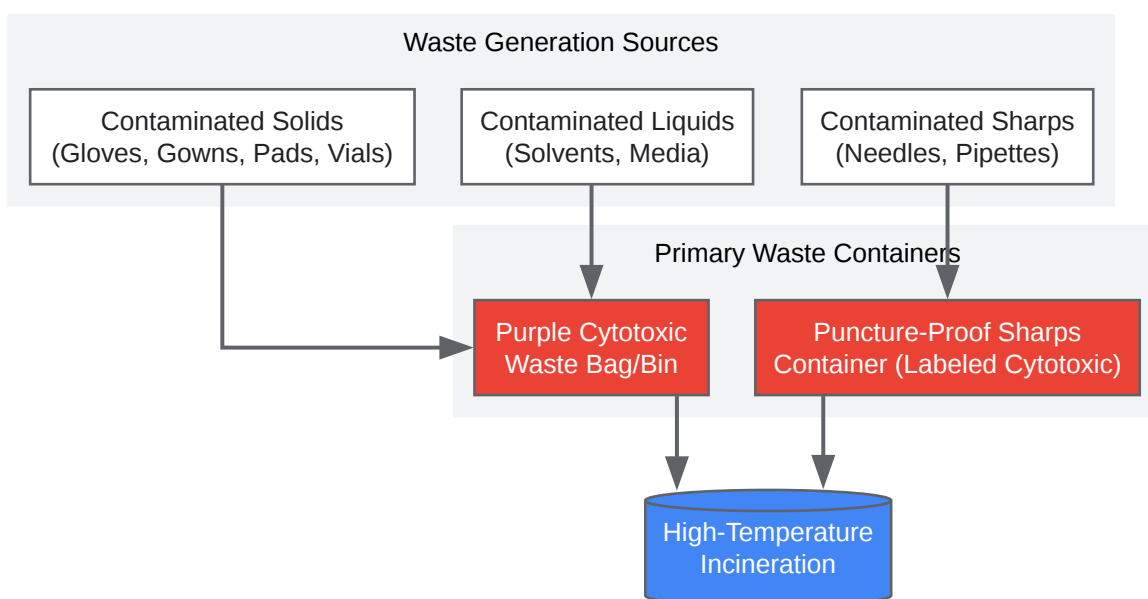 Waste Generation Sources
Contaminated Solids
(Gloves, Gowns, Pads, Vials)
Contaminated Liquids
(Solvents, Media)
Contaminated Sharps
(Needles, Pipettes)
Primary Waste Containers
Purple Cytotoxic
Waste Bag/Bin
Puncture-Proof Sharps
Container (Labeled Cytotoxic)
High-Temperature
Incineration